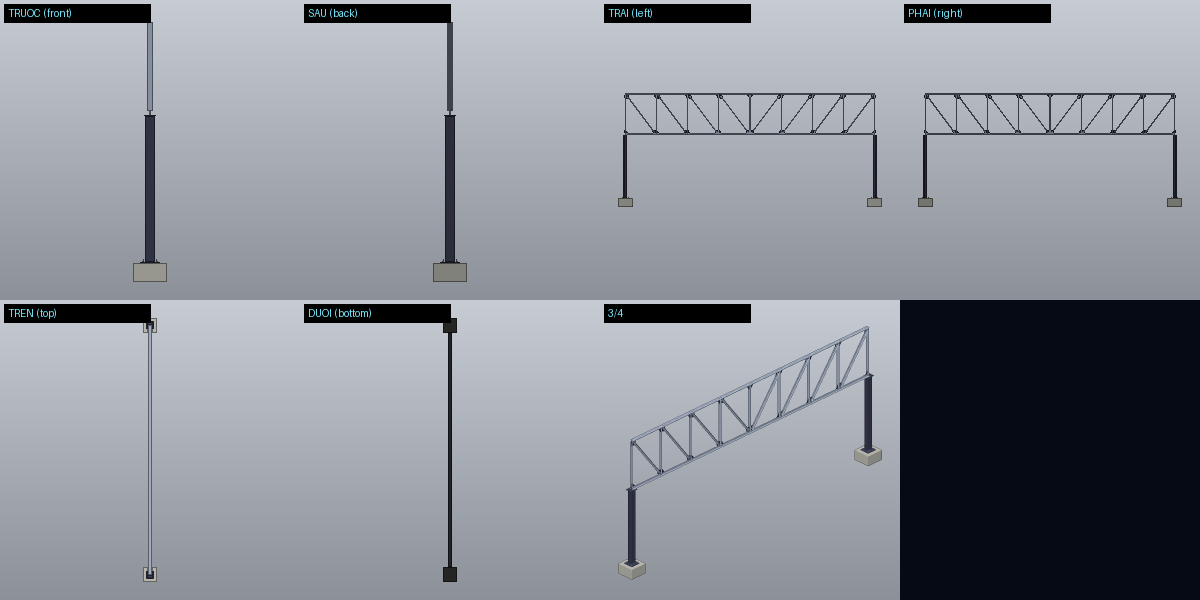 TRUOC (front)
SAU (back)
TRAI (left)
PHAI (right)
TREN (top)
DUOI (bottom)
3/4